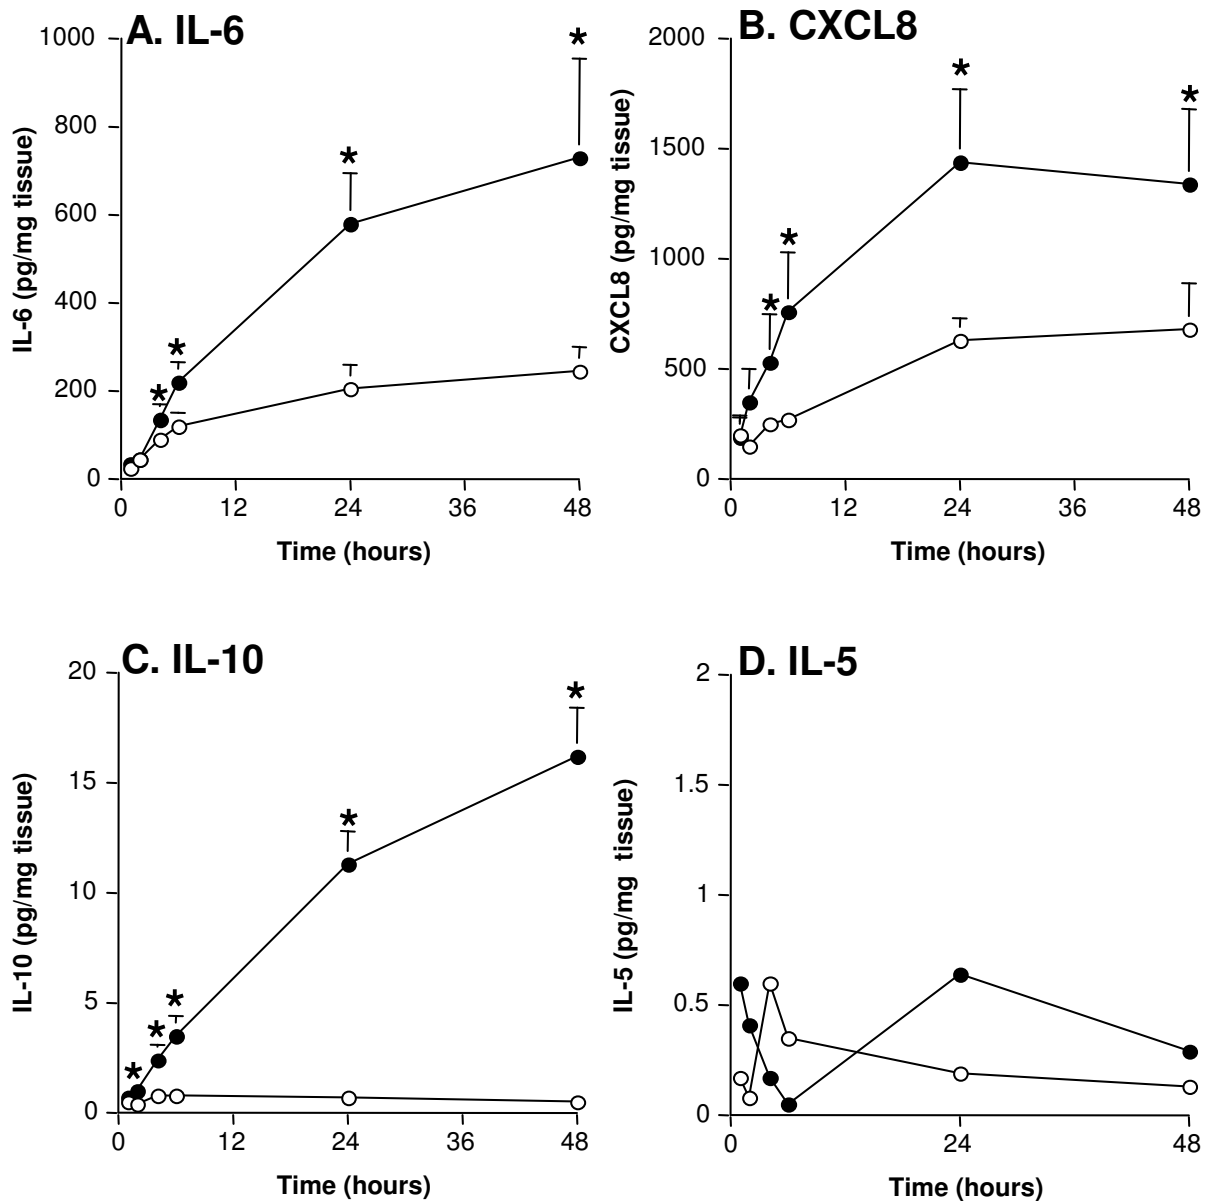 A. IL-6
1000
800
600
400
200
0
IL-6 (pg/mg tissue)
*
*
*
*
0 12 24 36 48
Time (hours)
B. CXCL8
2000
1500
1000
500
0
CXCL8 (pg/mg tissue)
*
*
*
*
0 12 24 36 48
Time (hours)
C. IL-10
20
15
10
5
0
IL-10 (pg/mg tissue)
*
*
*
*
*
0 12 24 36 48
Time (hours)
D. IL-5
2
1.5
1
0.5
0
IL-5 (pg/mg tissue)
0 24 48
Time (hours)